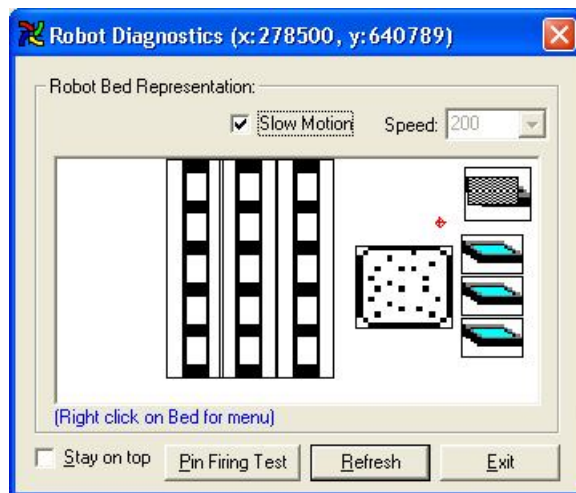 Robot Diagnostics (x:278500, y:640789)
Robot Bed Representation:
Slow Motion Speed: 200
(Right click on Bed for menu)
Stay on top Pin Firing Test Refresh Exit